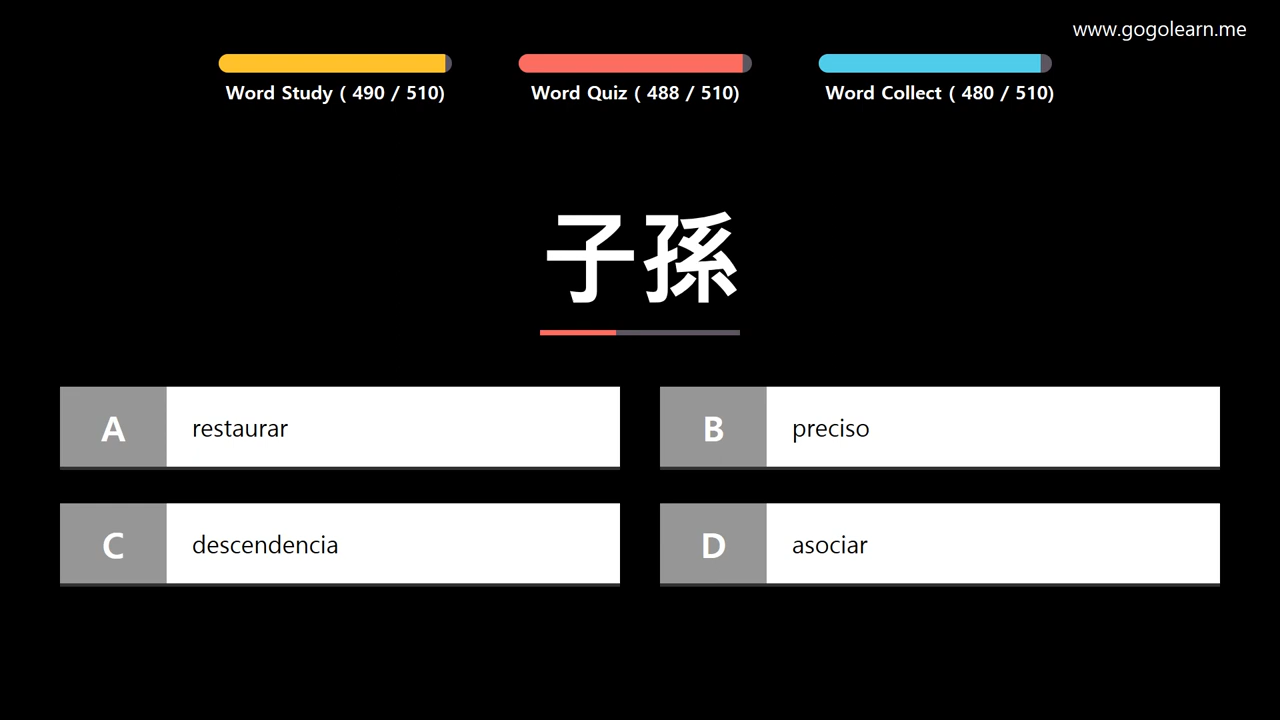 www.gogolearn.me
Word Study ( 490 / 510)
Word Quiz ( 488 / 510)
Word Collect ( 480 / 510)
子孫
A restaurar
B preciso
C descendencia
D asociar